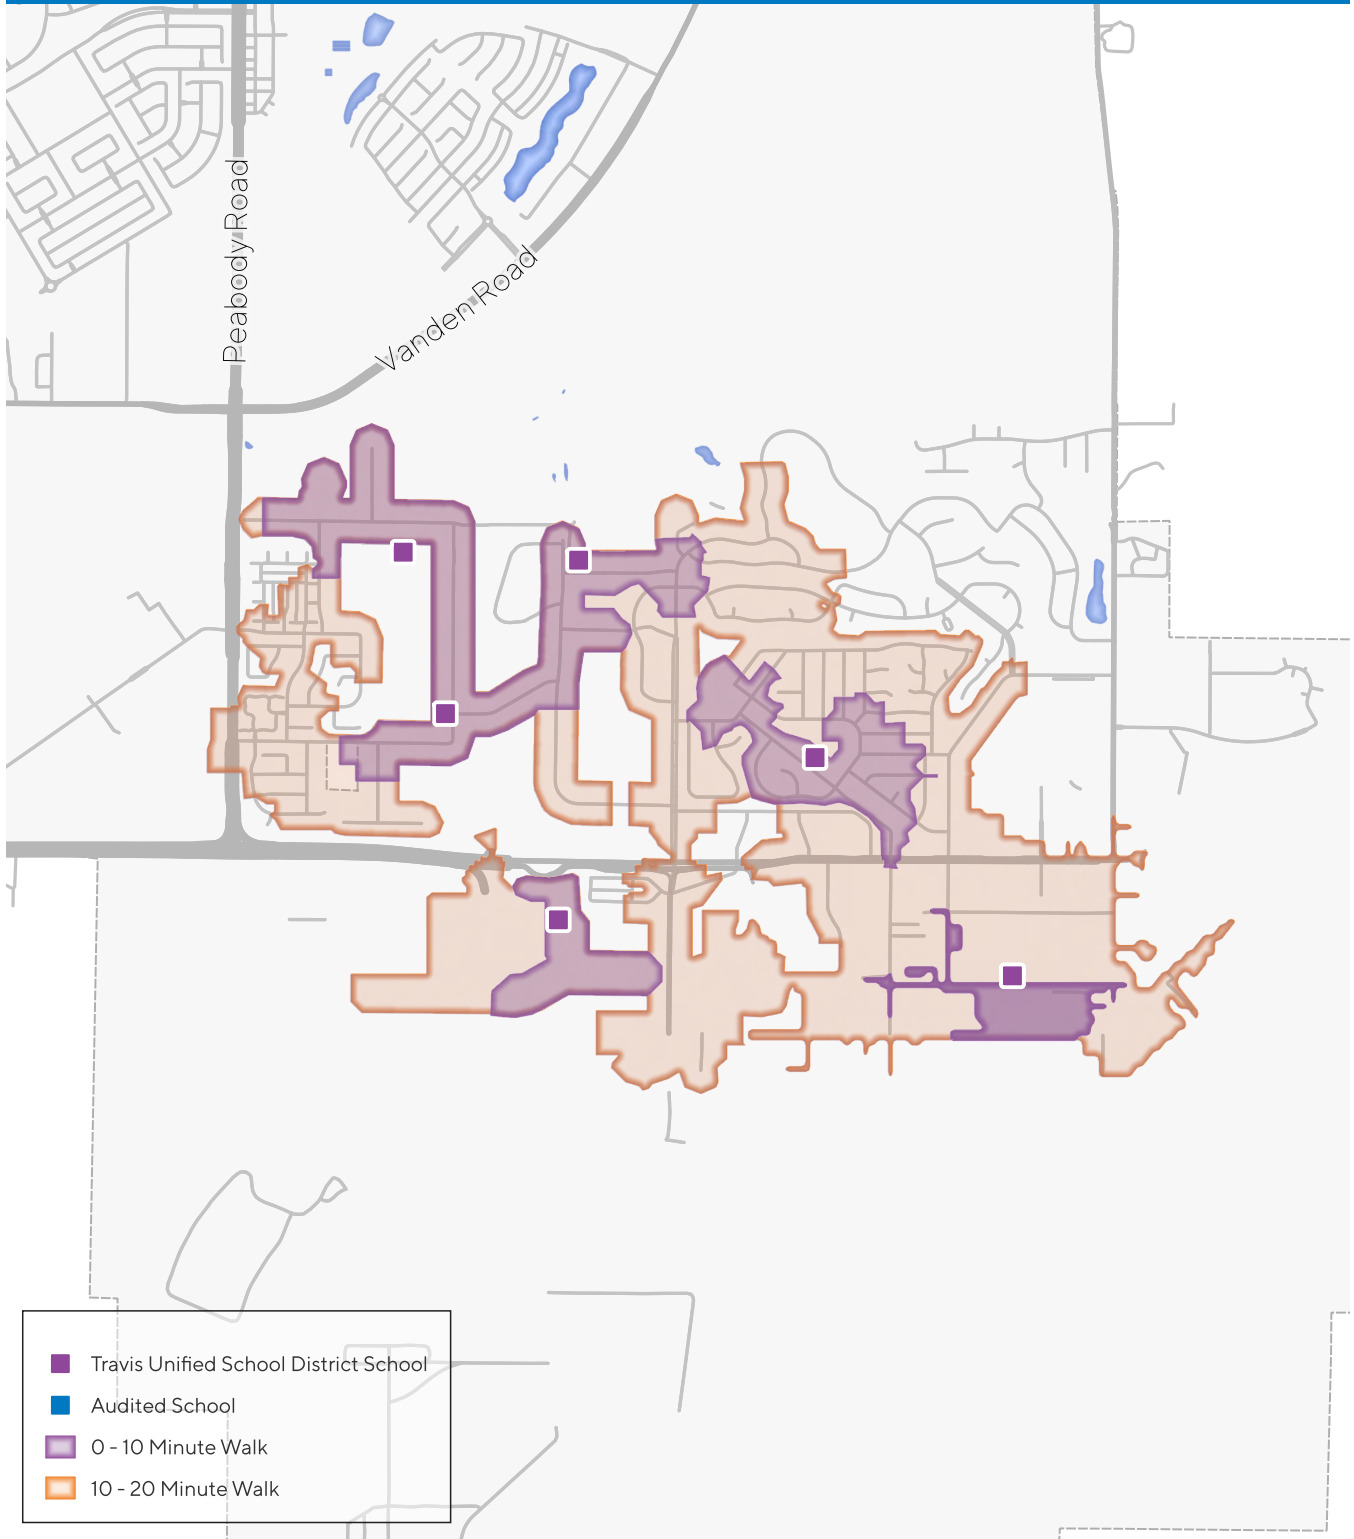 Peabody Road
Vanden Road
Travis Unified School District School
Audited School
0 - 10 Minute Walk
10 - 20 Minute Walk